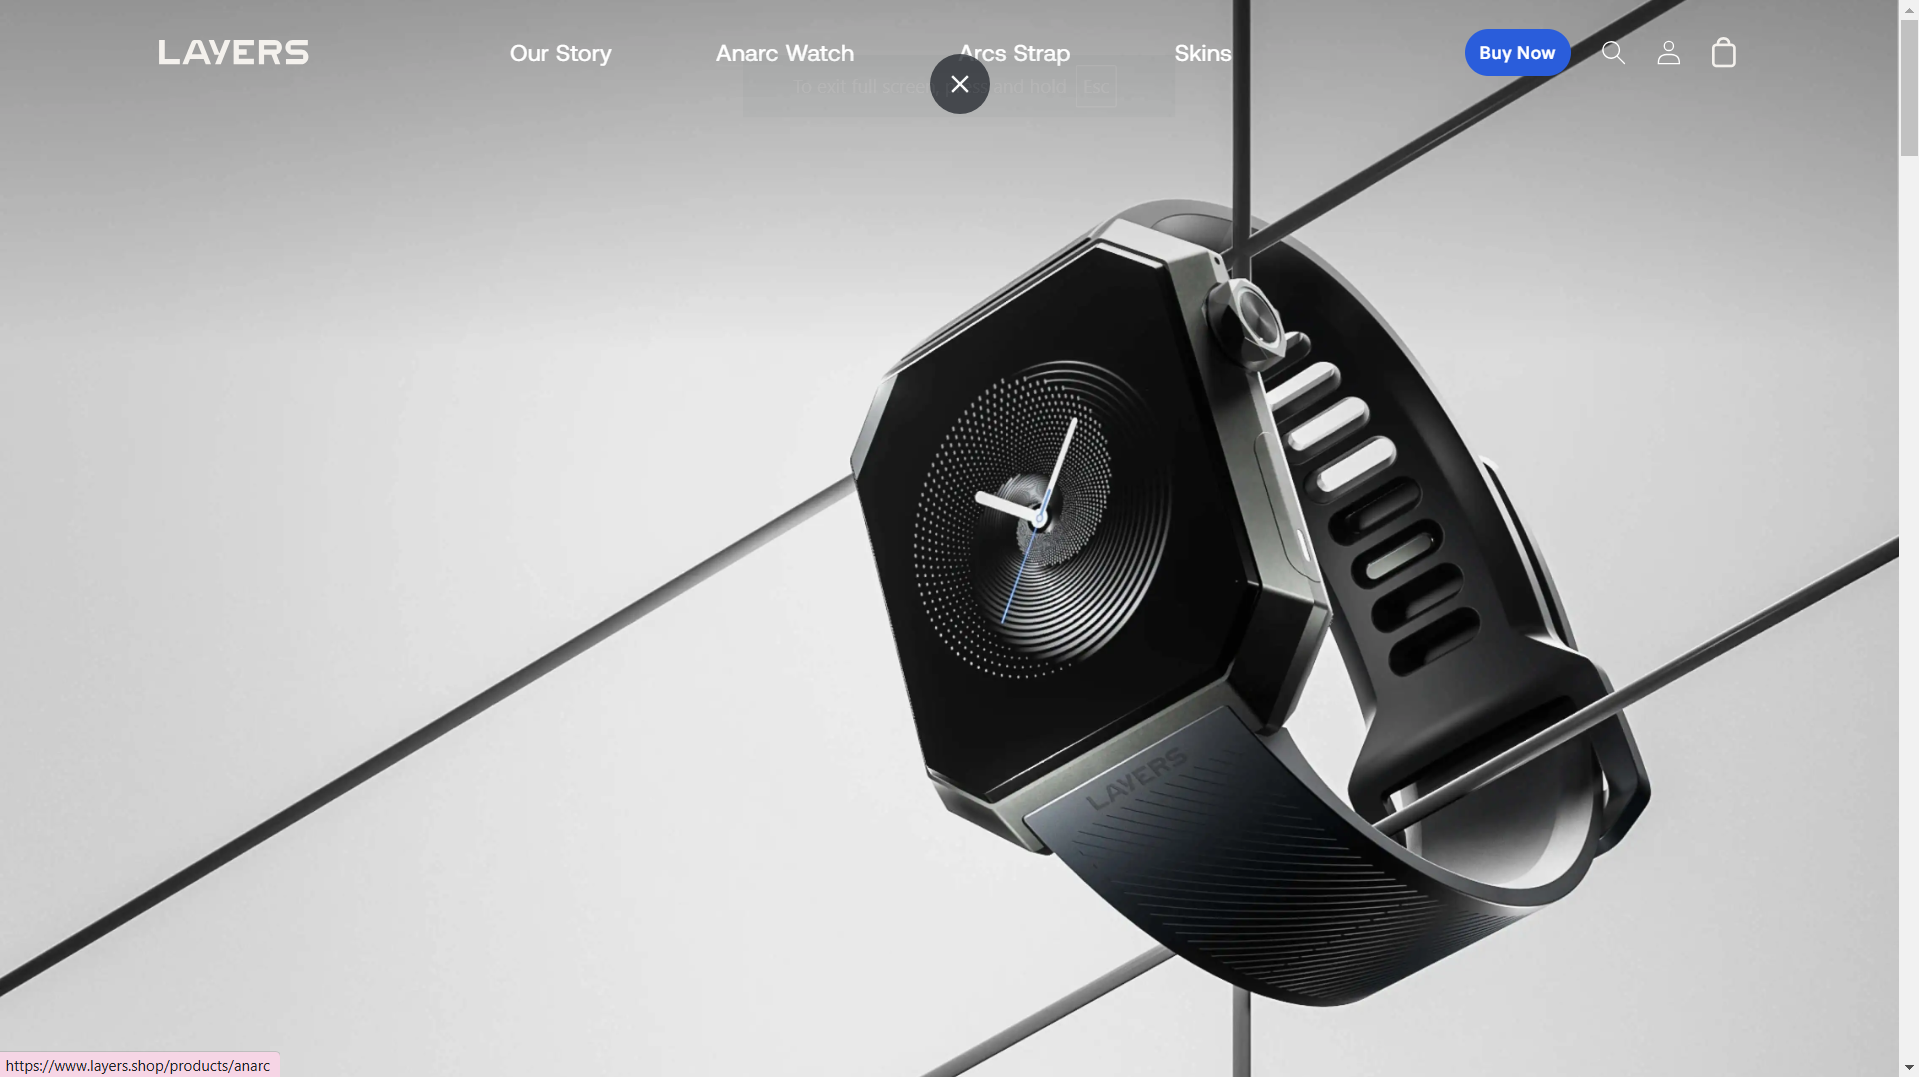 LAYERS
Our Story
Anarc Watch
Arcs Strap
Skins
Buy Now
To exit full screen, press and hold Esc
LAYERS
https://www.layers.shop/products/anarc